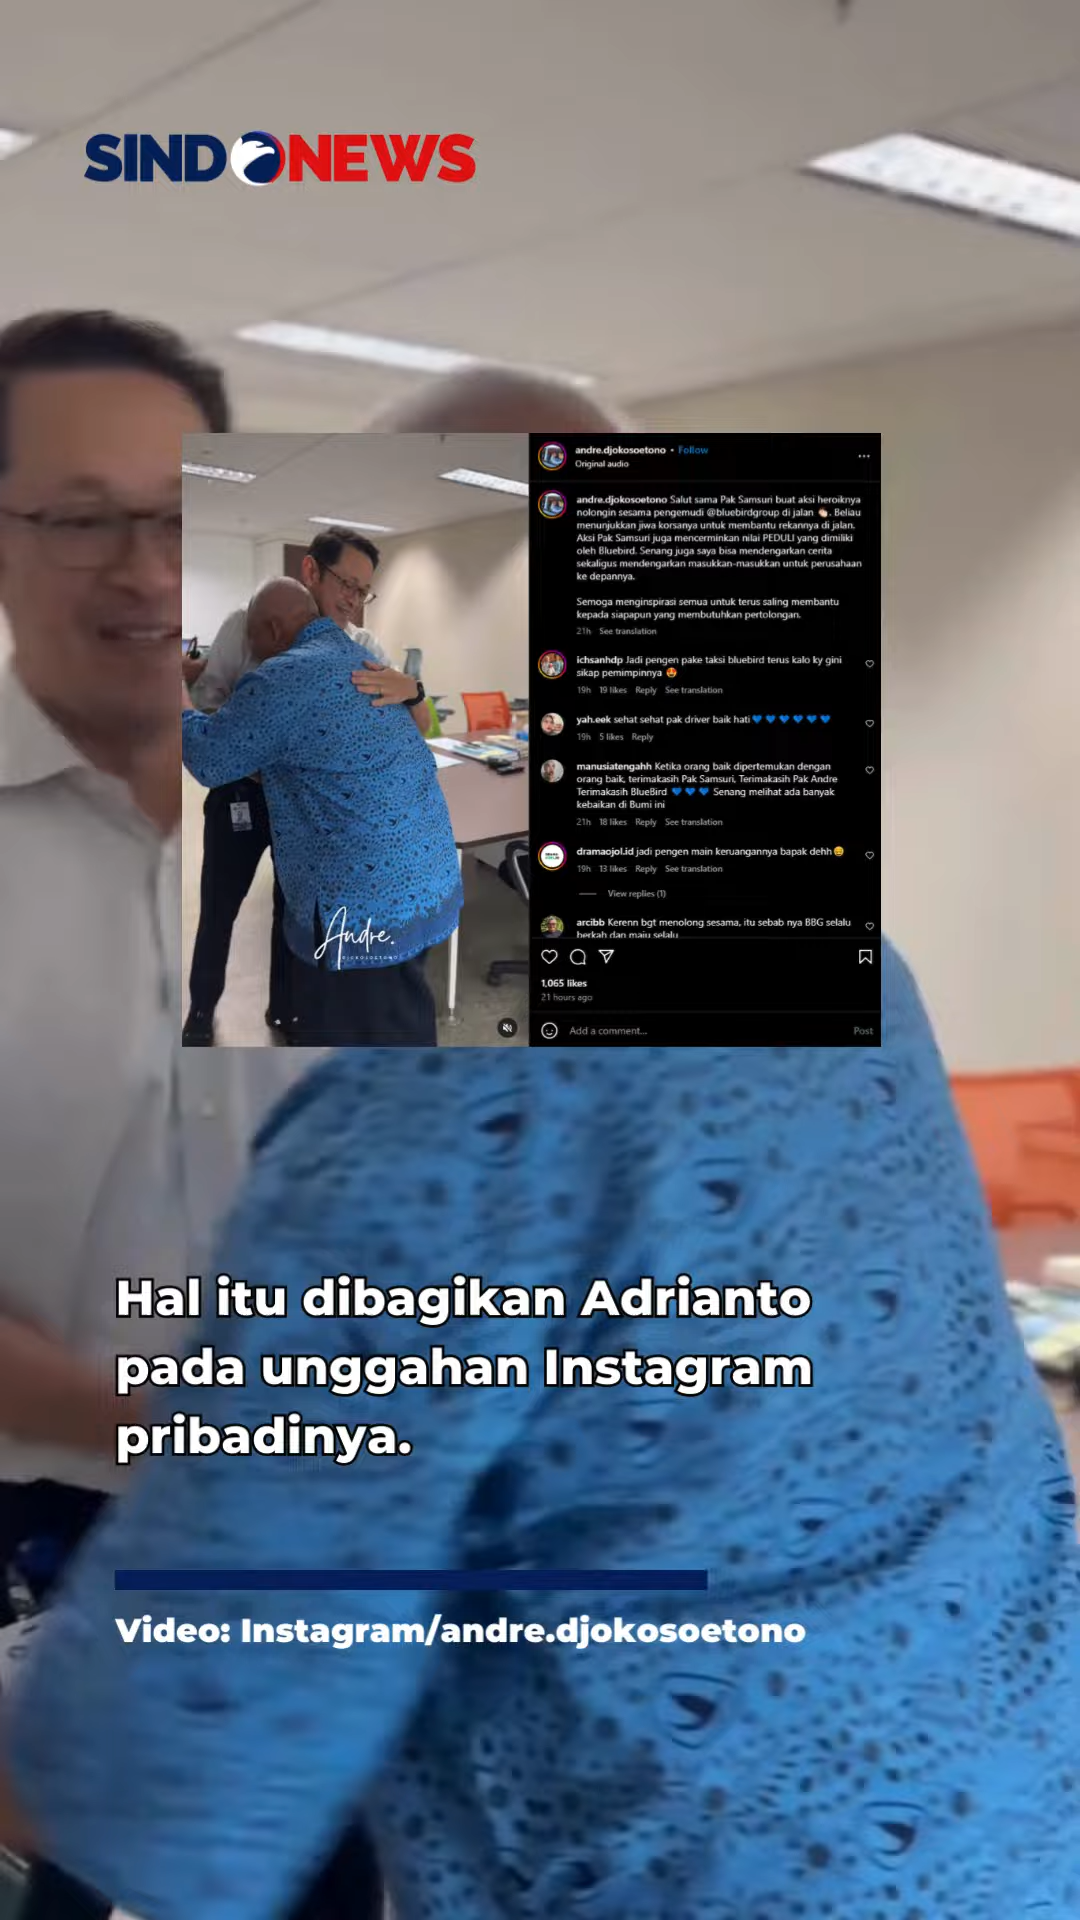 SINDONEWS
andre.djokosoetono • Follow
Original audio
andre.djokosoetono Salut sama Pak Samsuri buat aksi heroiknya
nolongin sesama pengemudi @bluebirdgroup di jalan 👏🏻. Beliau
menunjukkan jiwa korsanya untuk membantu rekannya di jalan.
Aksi Pak Samsuri juga mencerminkan nilai PEDULI yang dimiliki
oleh Bluebird. Senang juga saya bisa mendengarkan cerita
sekaligus mendengarkan masukkan-masukkan untuk perusahaan
ke depannya.
Semoga menginspirasi semua untuk terus saling membantu
kepada siapapun yang membutuhkan pertolongan.
21h See translation
ichsanhdp Jadi pengen pake taksi bluebird terus kalo ky gini
sikap pemimpinnya 😍
19h 19 likes Reply See translation
yah.eek sehat sehat pak driver baik hati💙💙💙💙💙💙
19h 5 likes Reply
manusiatengahh Ketika orang baik dipertemukan dengan
orang baik, terimakasih Pak Samsuri, Terimakasih Pak Andre
Terimakasih BlueBird 💙 💙 💙 Senang melihat ada banyak
kebaikan di Bumi ini
21h 18 likes Reply See translation
dramaojol.id jadi pengen main keruangannya bapak dehh😆
19h 13 likes Reply See translation
View replies (1)
arcibb Kerenn bgt menolong sesama, itu sebab nya BBG selalu
berkah dan maju selalu
1,065 likes
21 hours ago
Add a comment... Post
Andre.
DJOKOSOETONO
Hal itu dibagikan Adrianto
pada unggahan Instagram
pribadinya.
Video: Instagram/andre.djokosoetono